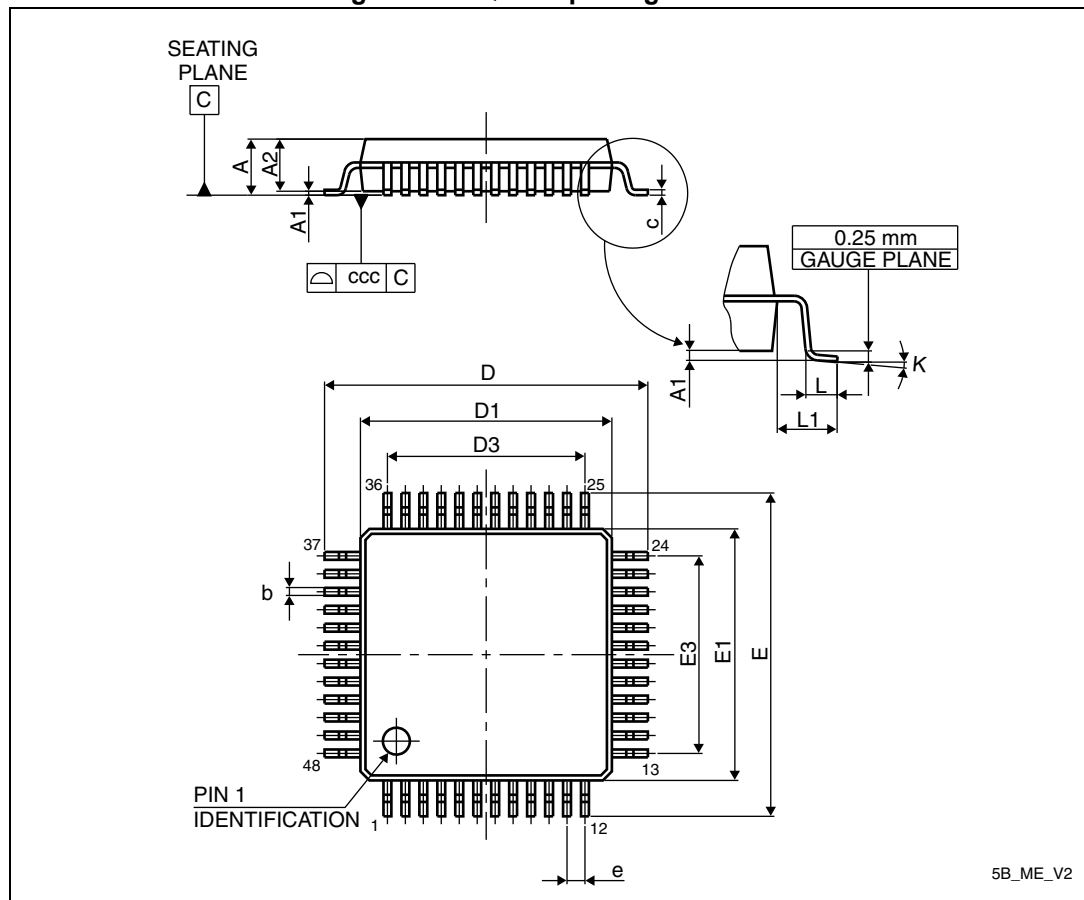 SEATING
PLANE
C
A
A2
A1
c
ccc C
0.25 mm
GAUGE PLANE
A1
K
L
L1
D
D1
D3
36
25
37
24
b
E3
E1
E
48
13
PIN 1
IDENTIFICATION
1
12
e
5B_ME_V2